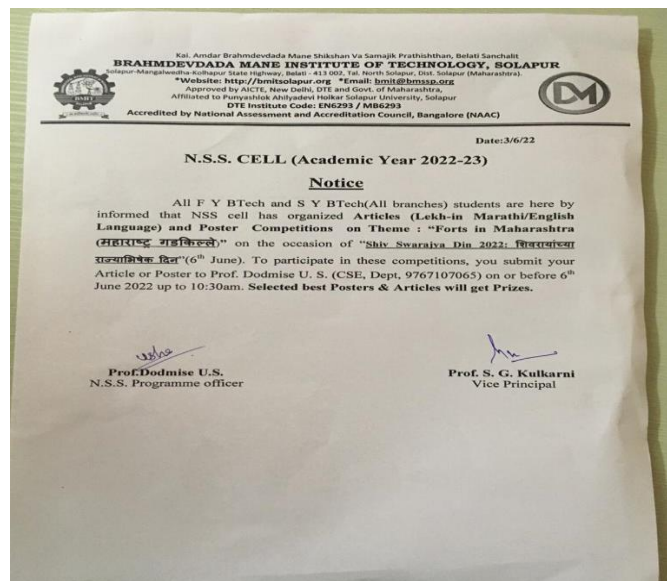 Kai. Amdar Brahmdevdada Mane Shikshan Va Samajik Prathishthan, Belati Sanchalit
BRAHMDEVDADA MANE INSTITUTE OF TECHNOLOGY, SOLAPUR
Solapur-Mangalwedha-Kolhapur State Highway, Belati - 413 002, Tal. North Solapur, Dist. Solapur (Maharashtra).
*Website: http://bmitsolapur.org *Email: bmit@bmssp.org
Approved by AICTE, New Delhi, DTE and Govt. of Maharashtra,
Affiliated to Punyashlok Ahilyadevi Holkar Solapur University, Solapur
DTE Institute Code: EN6293 / MB6293
Accredited by National Assessment and Accreditation Council, Bangalore (NAAC)
BMIT
Date:3/6/22
N.S.S. CELL (Academic Year 2022-23)
Notice
All F Y BTech and S Y BTech(All branches) students are here by
informed that NSS cell has organized Articles (Lekh-in Marathi/English
Language) and Poster Competitions on Theme : "Forts in Maharashtra
(महाराष्ट्र गडकिल्ले)" on the occasion of "Shiv Swarajya Din 2022: शिवरायांच्या
राज्याभिषेक दिन"(6th June). To participate in these competitions, you submit your
Article or Poster to Prof. Dodmise U. S. (CSE, Dept, 9767107065) on or before 6th
June 2022 up to 10:30am. Selected best Posters & Articles will get Prizes.
Prof.Dodmise U.S.
N.S.S. Programme officer
Prof. S. G. Kulkarni
Vice Principal